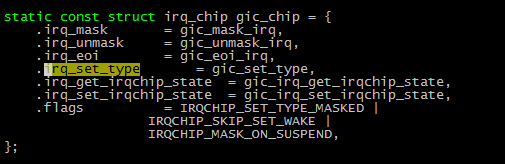 static const struct irq_chip gic_chip = {
.irq_mask = gic_mask_irq,
.irq_unmask = gic_unmask_irq,
.irq_eoi = gic_eoi_irq,
.irq_set_type = gic_set_type,
.irq_get_irqchip_state = gic_irq_get_irqchip_state,
.irq_set_irqchip_state = gic_irq_set_irqchip_state,
.flags = IRQCHIP_SET_TYPE_MASKED |
IRQCHIP_SKIP_SET_WAKE |
IRQCHIP_MASK_ON_SUSPEND,
};